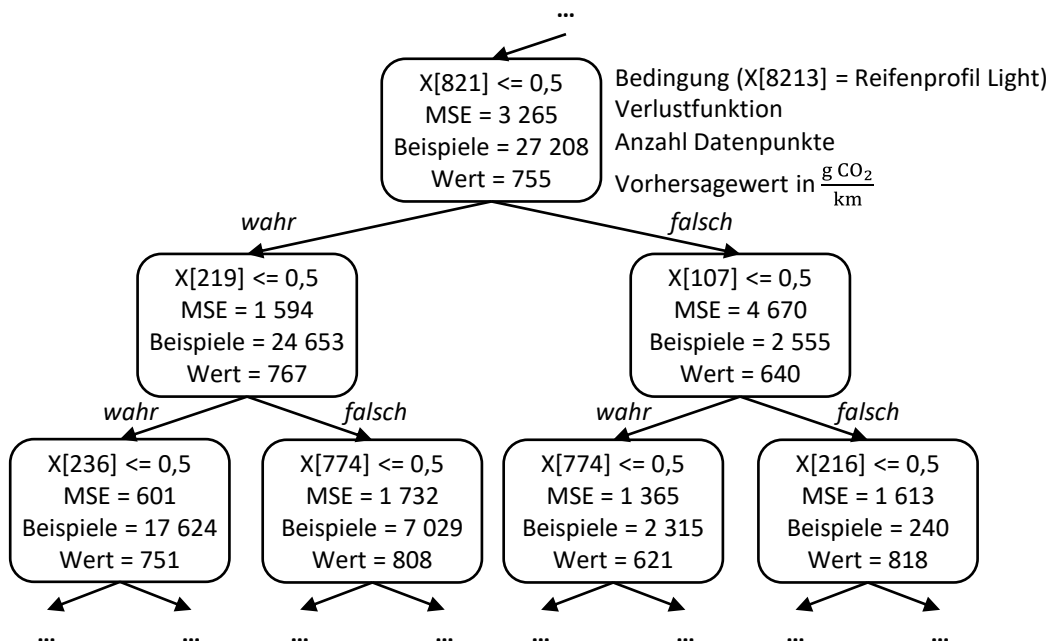 ...
X[821] <= 0,5
MSE = 3 265
Beispiele = 27 208
Wert = 755
Bedingung (X[8213] = Reifenprofil Light)
Verlustfunktion
Anzahl Datenpunkte
Vorhersagewert in g CO₂ / km
wahr
falsch
X[219] <= 0,5
MSE = 1 594
Beispiele = 24 653
Wert = 767
X[107] <= 0,5
MSE = 4 670
Beispiele = 2 555
Wert = 640
wahr
falsch
wahr
falsch
X[236] <= 0,5
MSE = 601
Beispiele = 17 624
Wert = 751
X[774] <= 0,5
MSE = 1 732
Beispiele = 7 029
Wert = 808
X[774] <= 0,5
MSE = 1 365
Beispiele = 2 315
Wert = 621
X[216] <= 0,5
MSE = 1 613
Beispiele = 240
Wert = 818
... ... ... ... ... ... ... ...